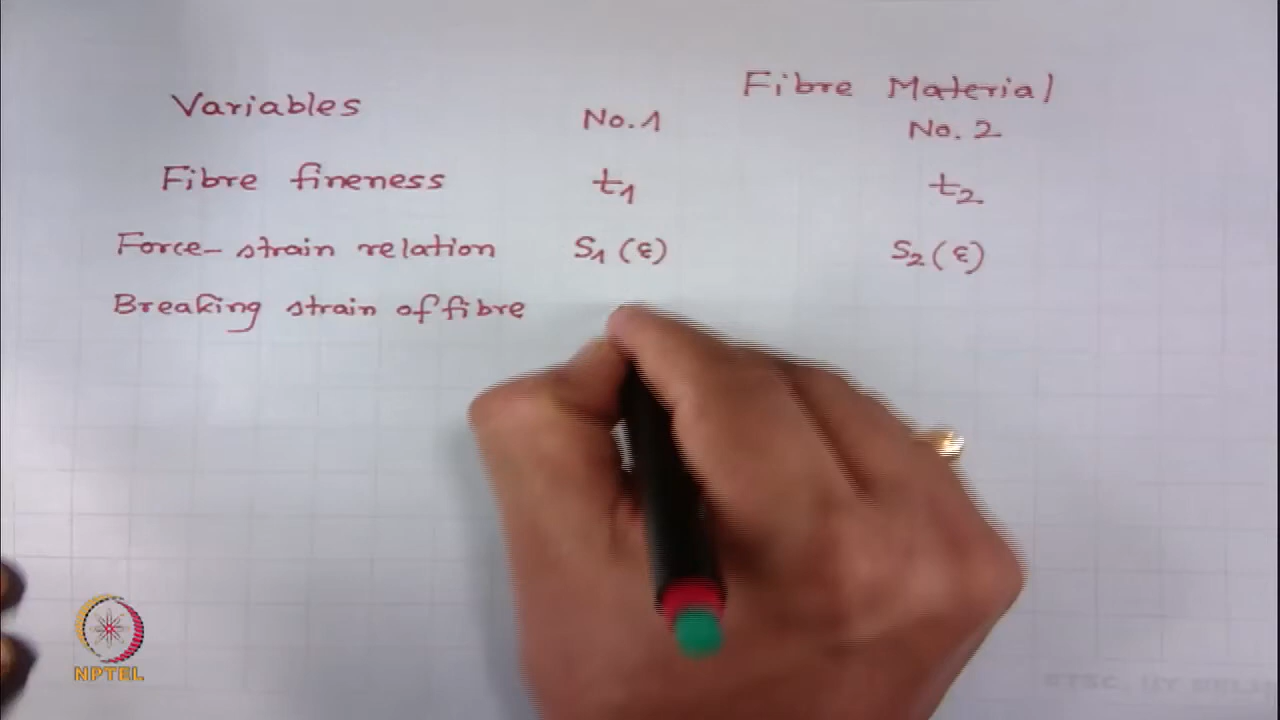 Fibre Material
Variables No.1 No. 2
Fibre fineness t1 t2
Force-strain relation S1 (ε) S2 (ε)
Breaking strain of fibre
NPTEL